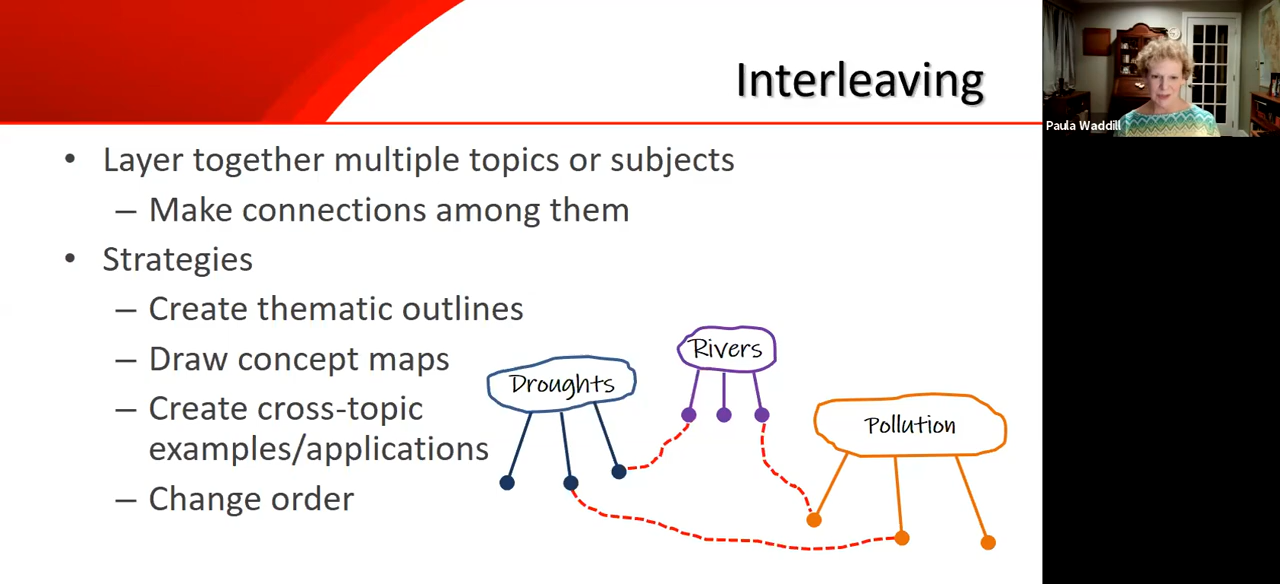 Interleaving
Paula Waddill
• Layer together multiple topics or subjects
– Make connections among them
• Strategies
– Create thematic outlines
– Draw concept maps
– Create cross-topic
examples/applications
– Change order
Droughts
Rivers
Pollution